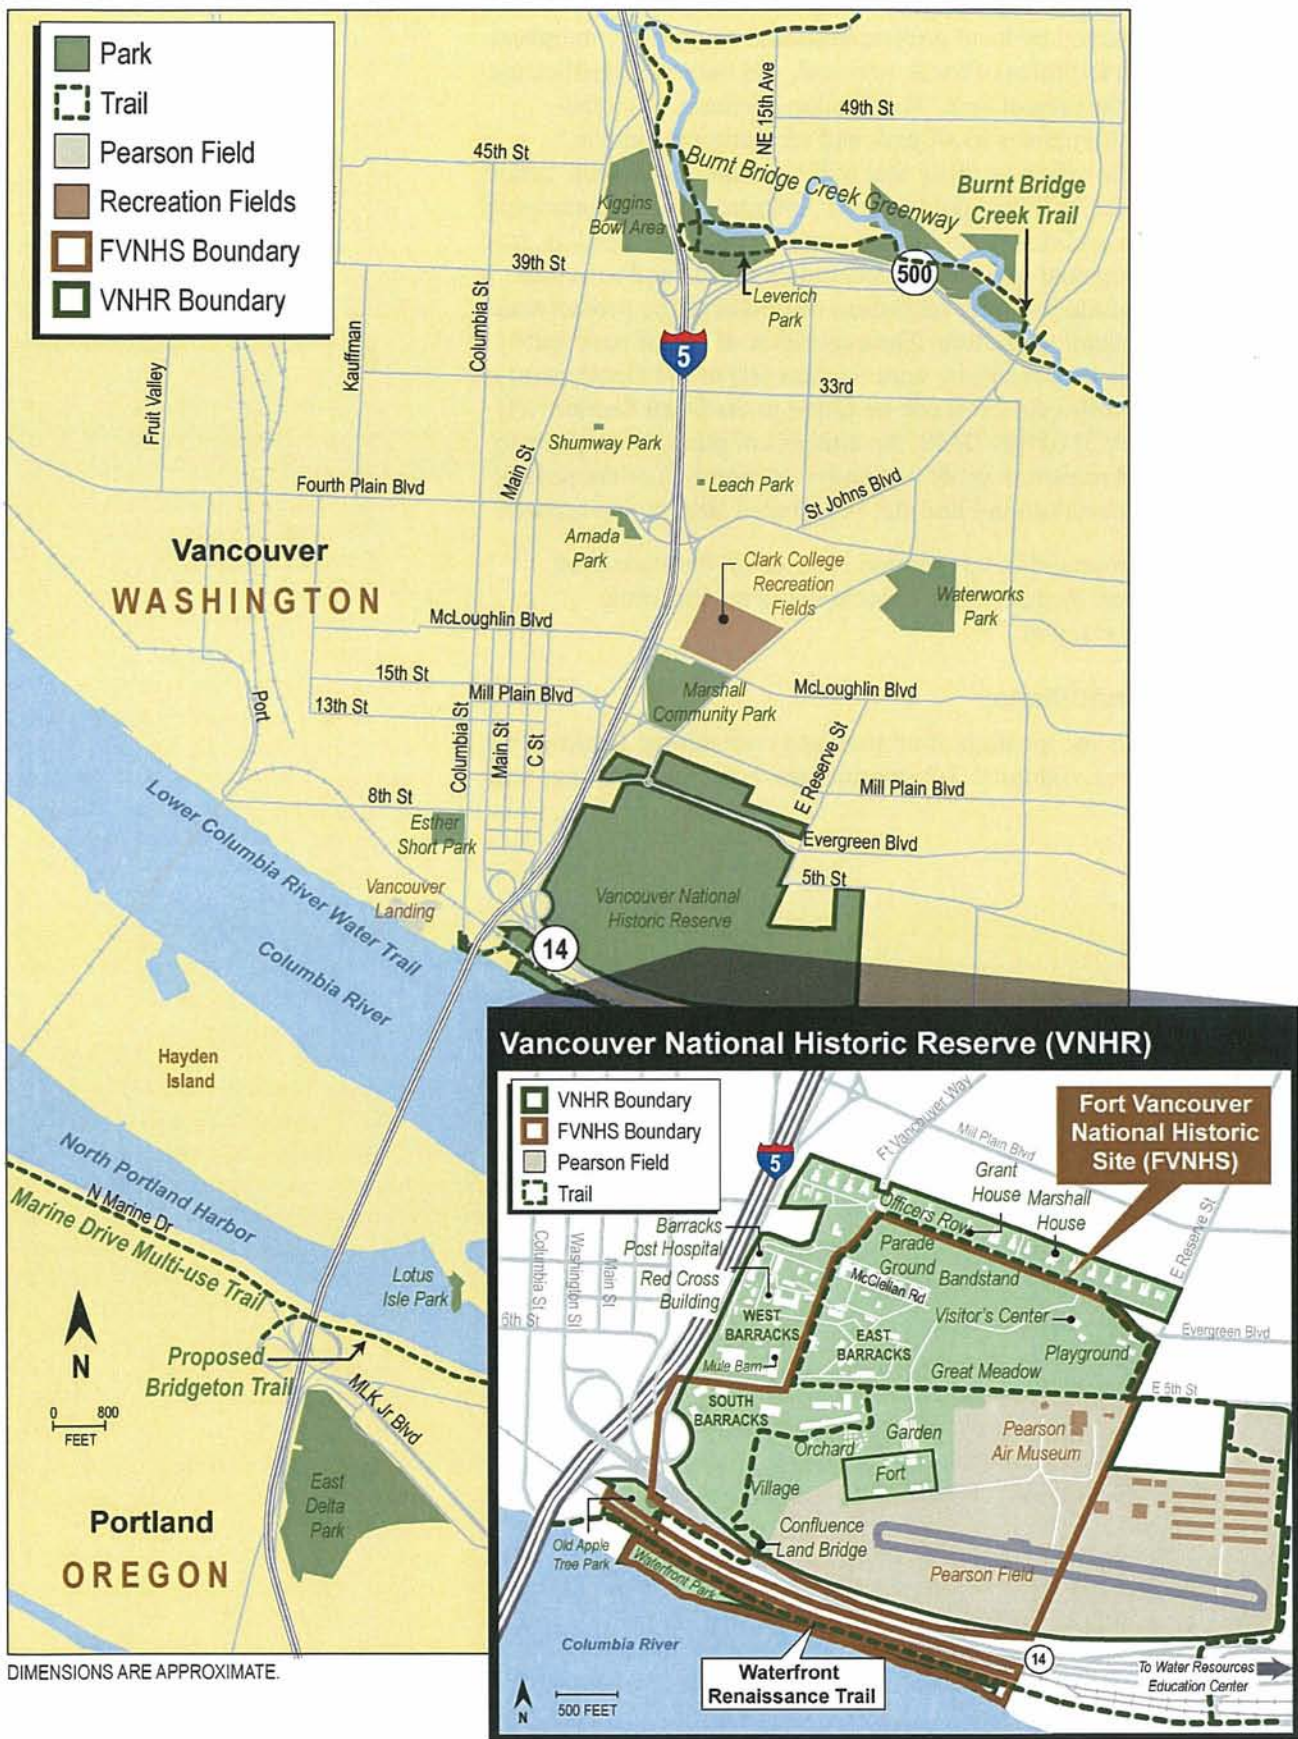 Park
Trail
Pearson Field
Recreation Fields
FVNHS Boundary
VNHR Boundary
NE 15th Ave
49th St
45th St
Burnt Bridge Creek Greenway
Burnt Bridge
Creek Trail
Kiggins
Bowl Area
39th St
500
Leverich
Park
Columbia St
Kauffman
Fruit Valley
5
33rd
Shumway Park
Main St
Leach Park
St Johns Blvd
Fourth Plain Blvd
Arnada
Park
Vancouver
WASHINGTON
Clark College
Recreation
Fields
Waterworks
Park
McLoughlin Blvd
15th St
Mill Plain Blvd
13th St
Port
Marshall
Community Park
McLoughlin Blvd
Columbia St
Main St
C St
E Reserve St
Mill Plain Blvd
8th St
Esther
Short Park
Evergreen Blvd
5th St
Vancouver
Landing
Vancouver National
Historic Reserve
14
Lower Columbia River Water Trail
Columbia River
Hayden
Island
North Portland Harbor
N Marine Dr
Marine Drive Multi-use Trail
Lotus
Isle Park
N
Proposed
Bridgeton Trail
MLK Jr Blvd
0 800
FEET
East
Delta
Park
Portland
OREGON
DIMENSIONS ARE APPROXIMATE.
Vancouver National Historic Reserve (VNHR)
VNHR Boundary
FVNHS Boundary
Pearson Field
Trail
5
Ft Vancouver Way
Mill Plain Blvd
Fort Vancouver
National Historic
Site (FVNHS)
Grant
House
Marshall
House
Officers Row
E Reserve St
Barracks
Post Hospital
Red Cross
Building
Parade
Ground
Bandstand
McClellan Rd
Columbia St
Washington St
Main St
6th St
WEST
BARRACKS
EAST
BARRACKS
Visitor's Center
Evergreen Blvd
Mule Barn
Playground
Great Meadow
E 5th St
SOUTH
BARRACKS
Garden
Pearson
Air Museum
Orchard
Fort
Village
Confluence
Land Bridge
Old Apple
Tree Park
Waterfront Park
Pearson Field
Columbia River
14
Waterfront
Renaissance Trail
To Water Resources
Education Center
N
500 FEET